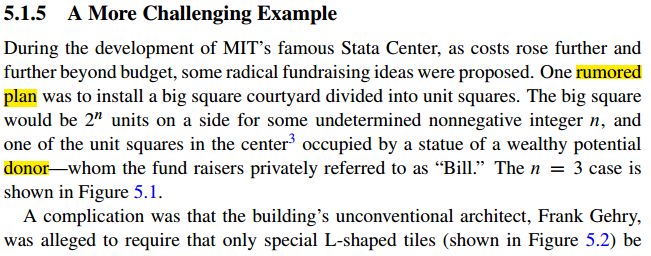 5.1.5 A More Challenging Example
During the development of MIT's famous Stata Center, as costs rose further and
further beyond budget, some radical fundraising ideas were proposed. One rumored
plan was to install a big square courtyard divided into unit squares. The big square
would be 2ⁿ units on a side for some undetermined nonnegative integer n, and
one of the unit squares in the center³ occupied by a statue of a wealthy potential
donor—whom the fund raisers privately referred to as “Bill.” The n = 3 case is
shown in Figure 5.1.
A complication was that the building's unconventional architect, Frank Gehry,
was alleged to require that only special L-shaped tiles (shown in Figure 5.2) be